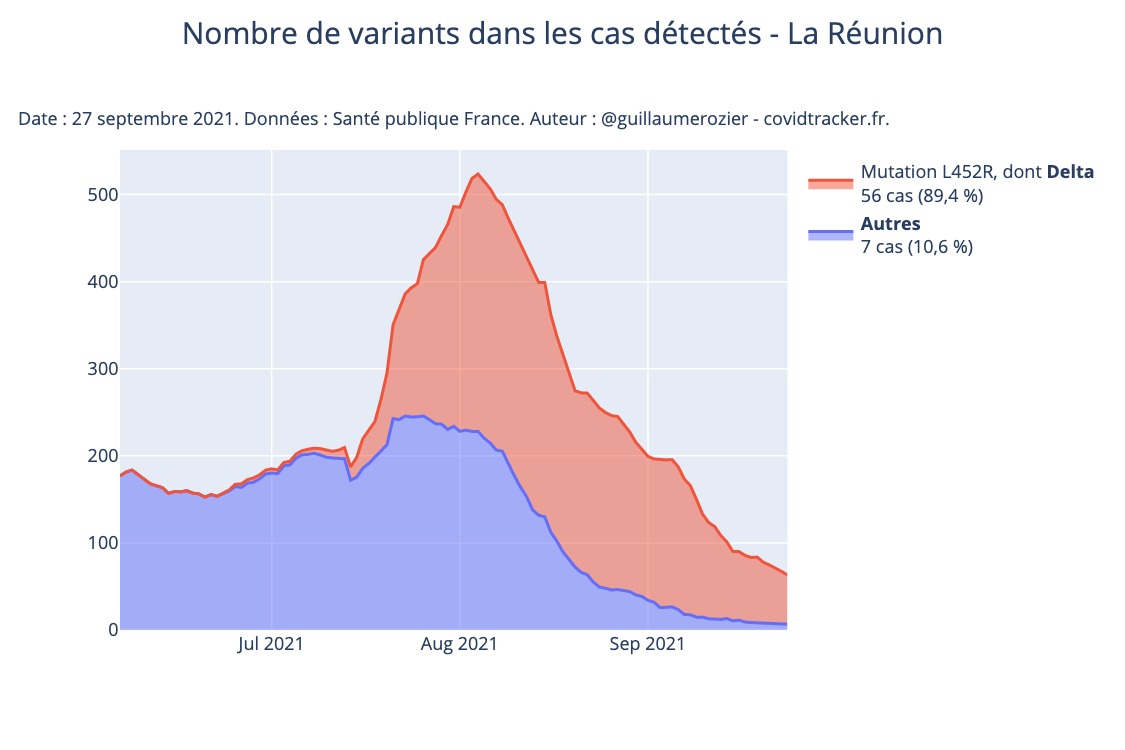 Nombre de variants dans les cas détectés - La Réunion
Date : 27 septembre 2021. Données : Santé publique France. Auteur : @guillaumerozier - covidtracker.fr.
Mutation L452R, dont Delta
56 cas (89,4 %)
Autres
7 cas (10,6 %)
500
400
300
200
100
0
Jul 2021
Aug 2021
Sep 2021